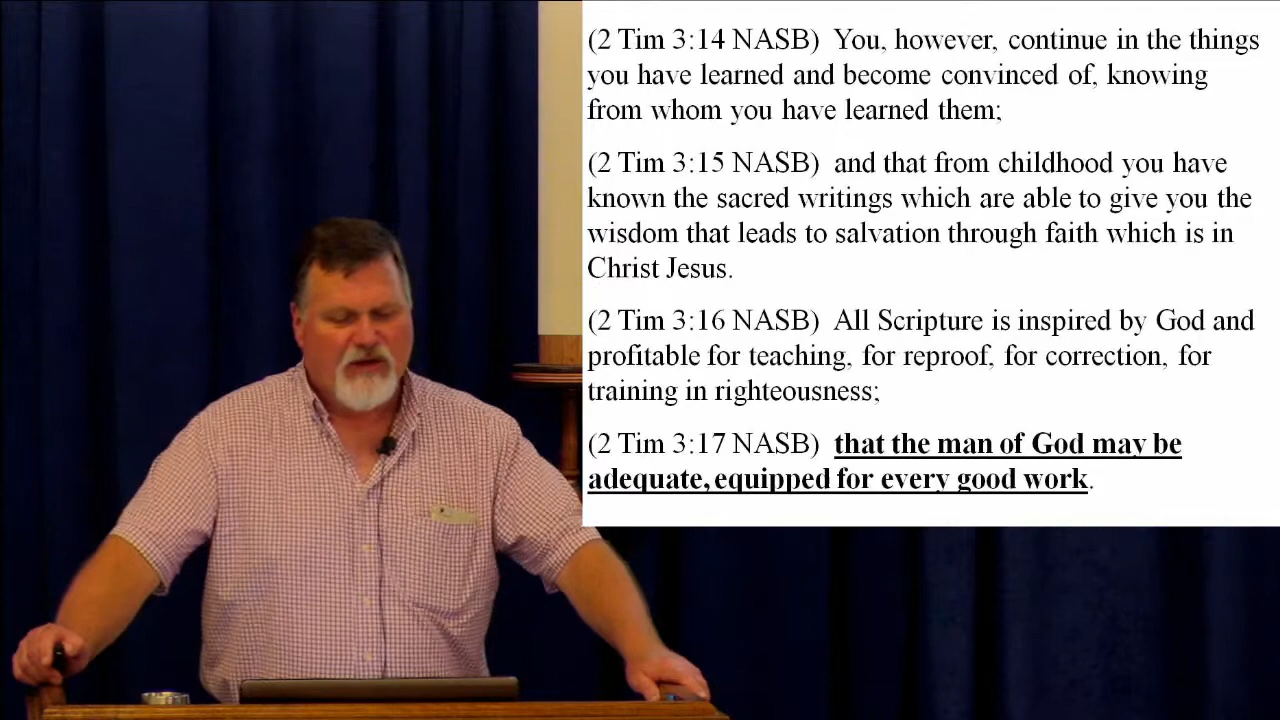 (2 Tim 3:14 NASB) You, however, continue in the things
you have learned and become convinced of, knowing
from whom you have learned them;
(2 Tim 3:15 NASB) and that from childhood you have
known the sacred writings which are able to give you the
wisdom that leads to salvation through faith which is in
Christ Jesus.
(2 Tim 3:16 NASB) All Scripture is inspired by God and
profitable for teaching, for reproof, for correction, for
training in righteousness;
(2 Tim 3:17 NASB) that the man of God may be
adequate, equipped for every good work.